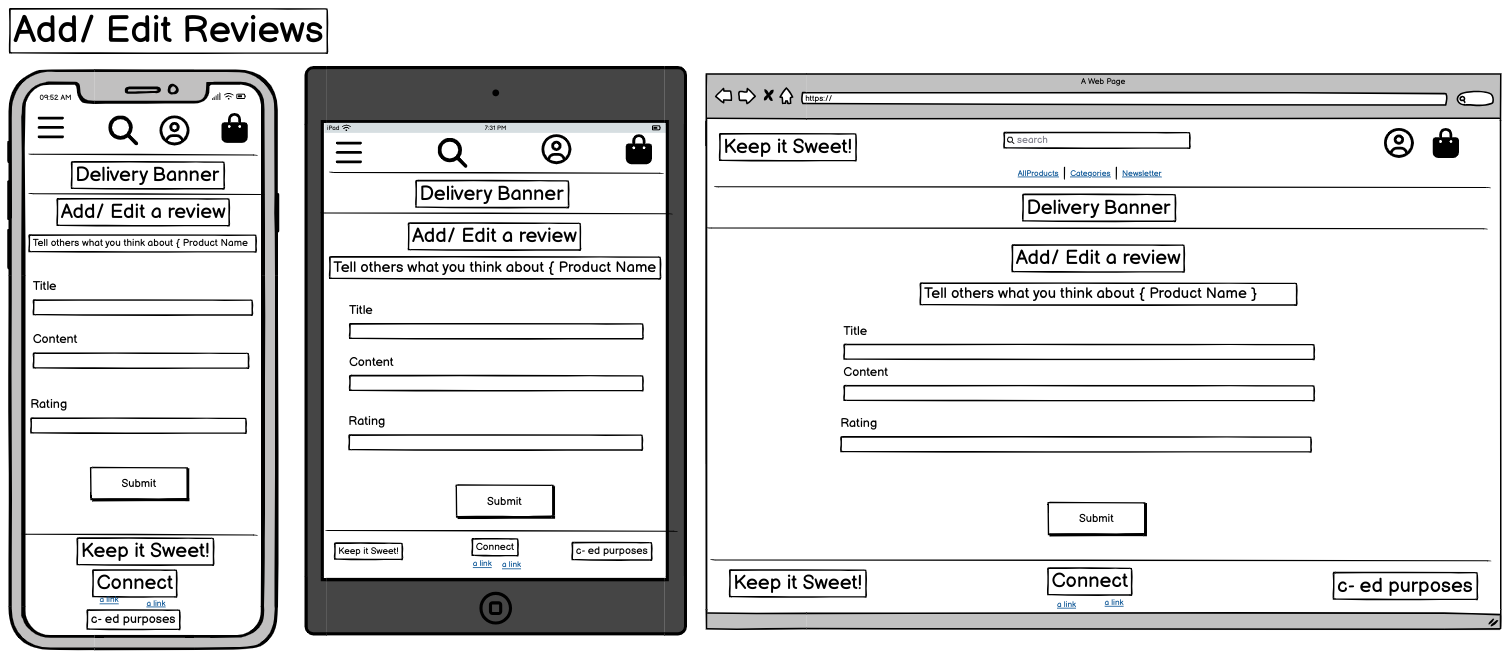 Add/ Edit Reviews
09:52 AM
Delivery Banner
Add/ Edit a review
Tell others what you think about { Product Name
Title
Content
Rating
Submit
Keep it Sweet!
Connect
a link a link
c- ed purposes
iPad 7:31 PM
Delivery Banner
Add/ Edit a review
Tell others what you think about { Product Name
Title
Content
Rating
Submit
Keep it Sweet! Connect c- ed purposes
a link a link
A Web Page
https://
Keep it Sweet! search
AllProducts Categories Newsletter
Delivery Banner
Add/ Edit a review
Tell others what you think about { Product Name }
Title
Content
Rating
Submit
Keep it Sweet! Connect c- ed purposes
a link a link